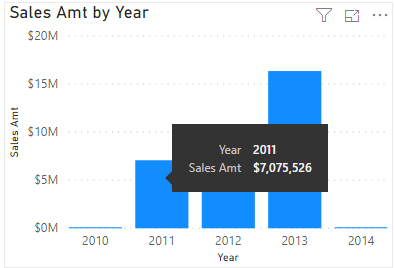 Sales Amt by Year
$20M
$15M
$10M
$5M
$0M
Sales Amt
Year 2011
Sales Amt $7,075,526
2010 2011 2012 2013 2014
Year